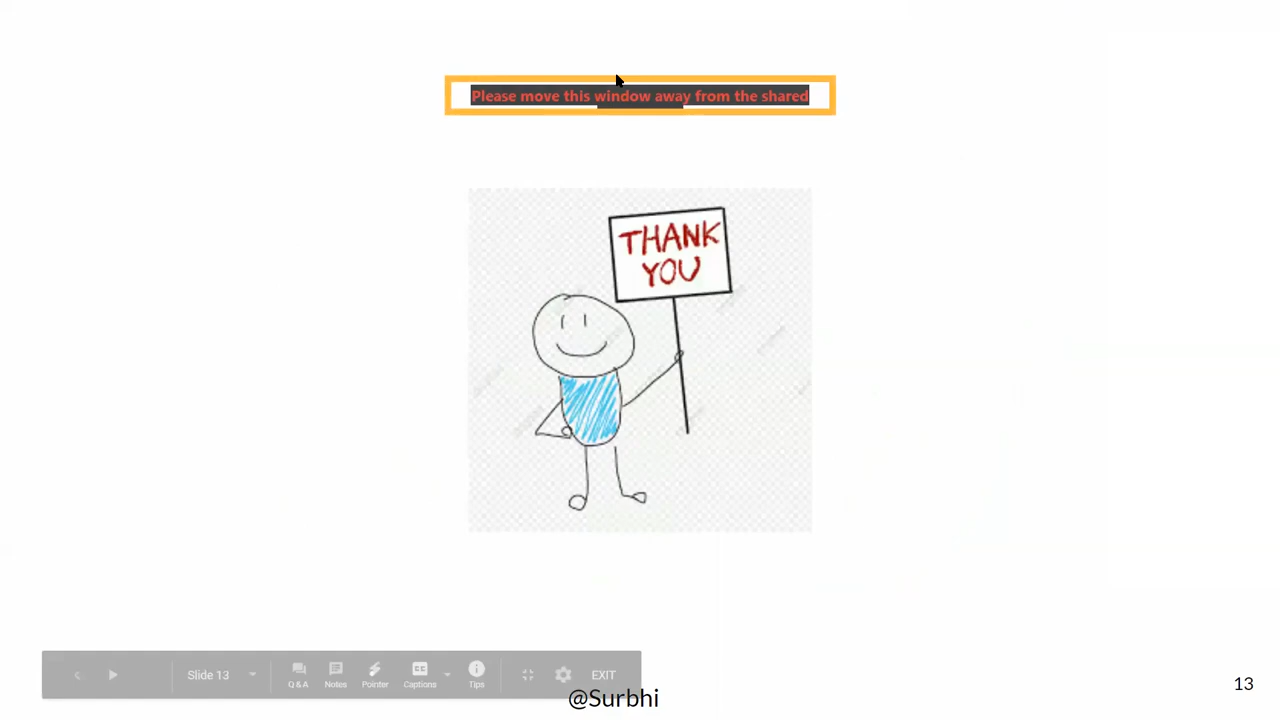 Please move this window away from the shared
THANK
YOU
Slide 13
Q & A
Notes
Pointer
Captions
Tips
EXIT
@Surbhi
13